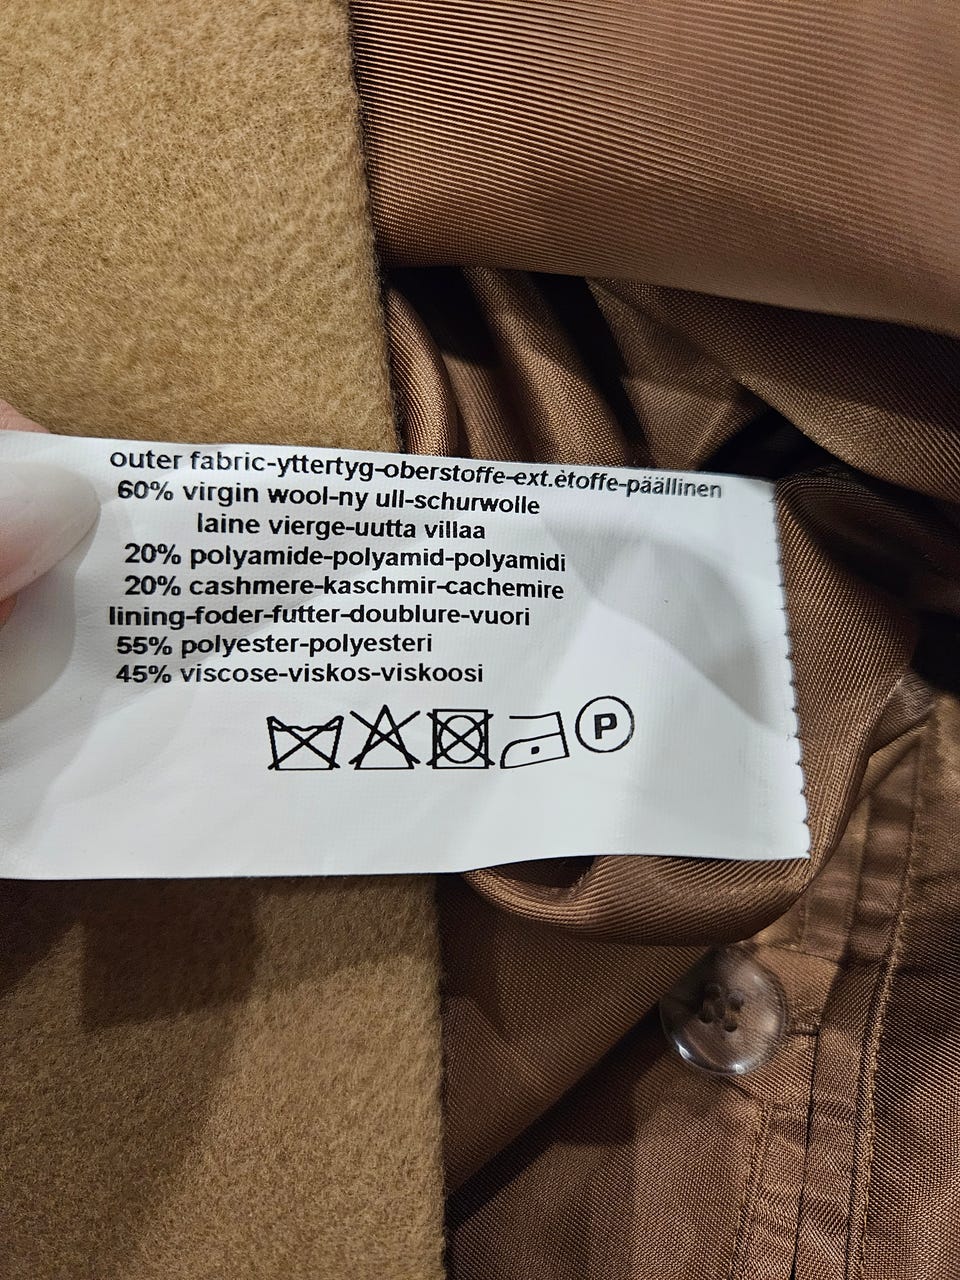 outer fabric-yttertyg-oberstoffe-ext.ètoffe-päällinen
60% virgin wool-ny ull-schurwolle
laine vierge-uutta villaa
20% polyamide-polyamid-polyamidi
20% cashmere-kaschmir-cachemire
lining-foder-futter-doublure-vuori
55% polyester-polyesteri
45% viscose-viskos-viskoosi
P